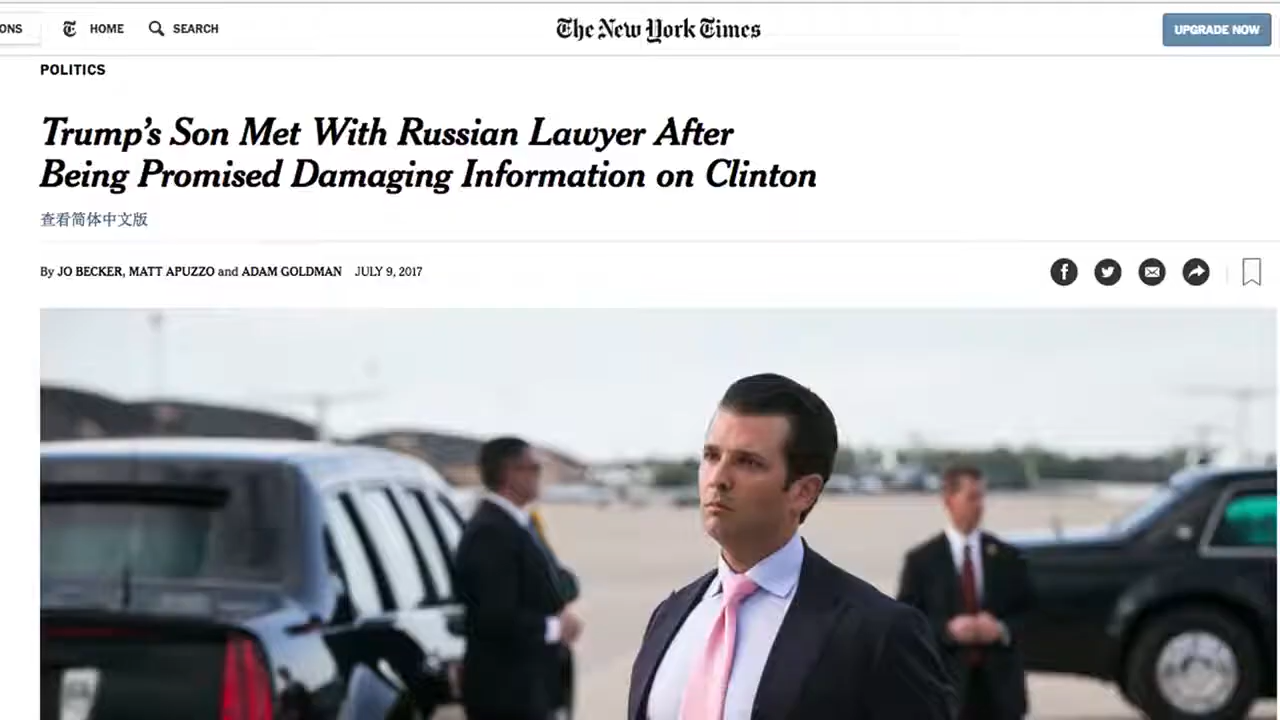 ONS HOME SEARCH The New York Times UPGRADE NOW
POLITICS
Trump's Son Met With Russian Lawyer After
Being Promised Damaging Information on Clinton
查看简体中文版
By JO BECKER, MATT APUZZO and ADAM GOLDMAN JULY 9, 2017